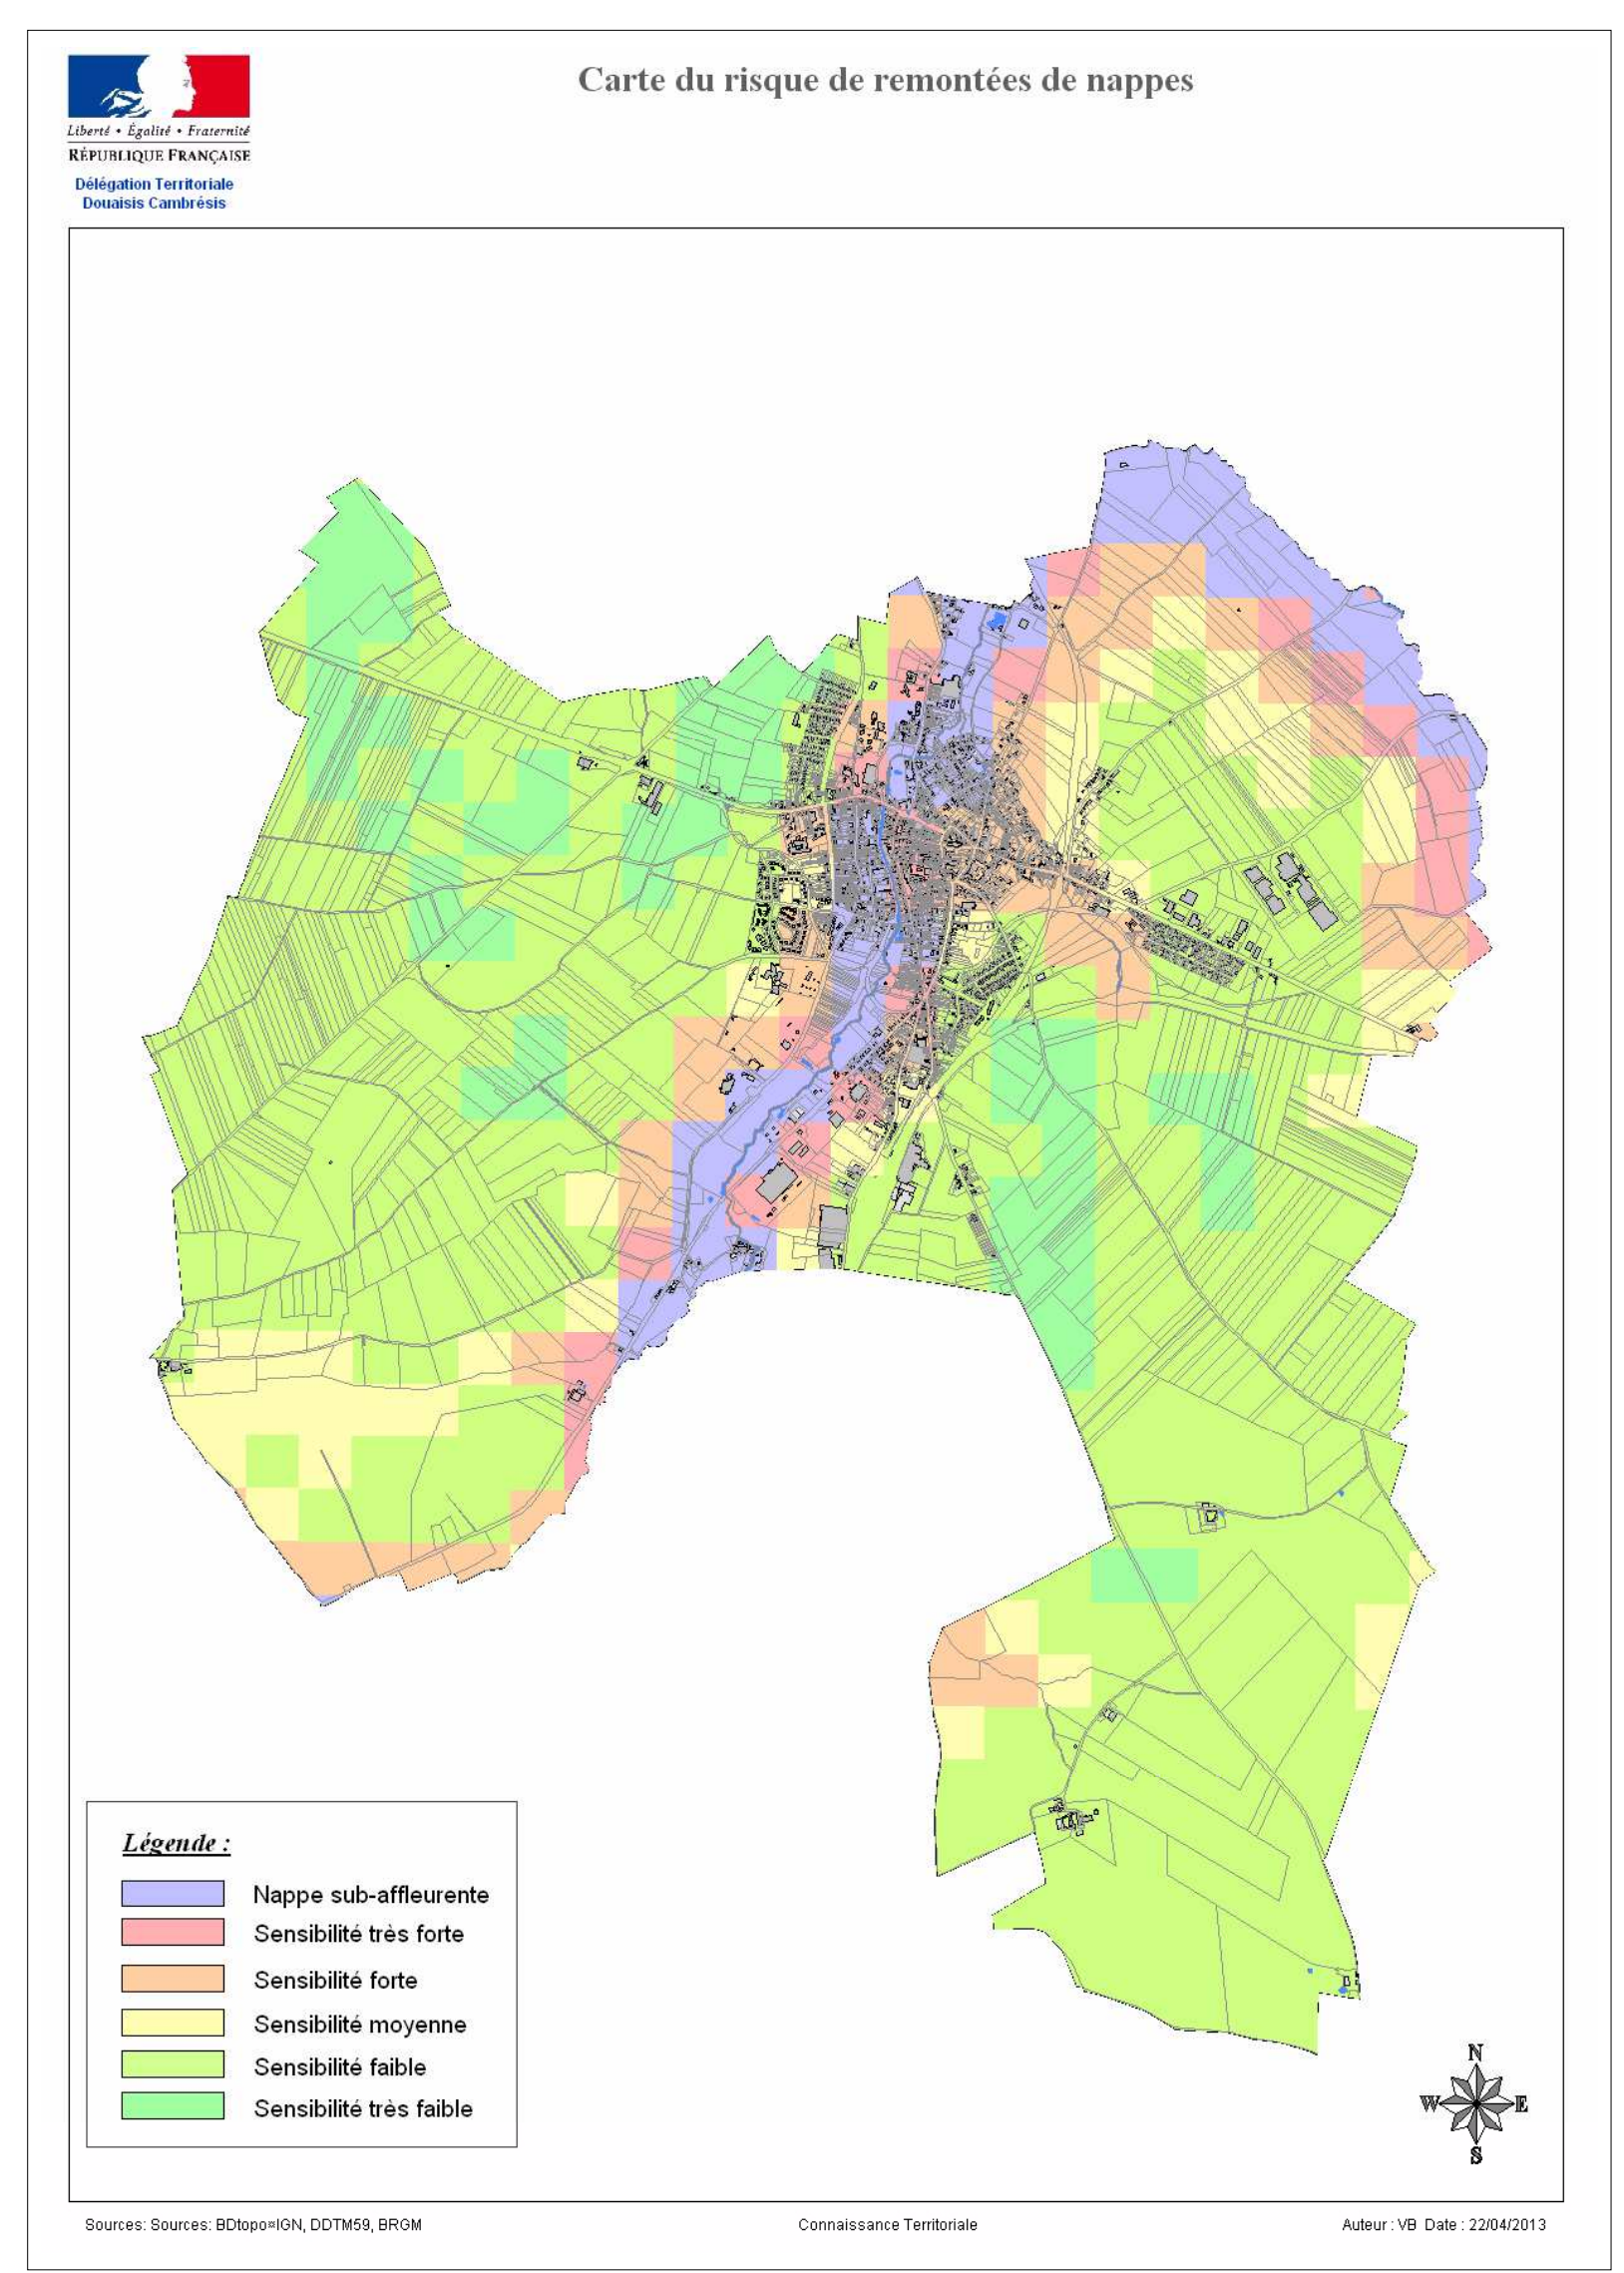 Carte du risque de remontées de nappes
Liberté • Égalité • Fraternité
RÉPUBLIQUE FRANÇAISE
Délégation Territoriale
Douaisis Cambrésis
Légende :
Nappe sub-affleurente
Sensibilité très forte
Sensibilité forte
Sensibilité moyenne
Sensibilité faible
Sensibilité très faible
N
W E
S
Sources: Sources: BDtopo¤IGN, DDTM59, BRGM
Connaissance Territoriale
Auteur : VB Date : 22/04/2013